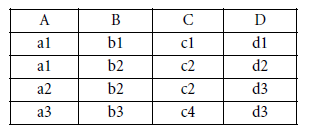 A B C D
a1 b1 c1 d1
a1 b2 c2 d2
a2 b2 c2 d3
a3 b3 c4 d3